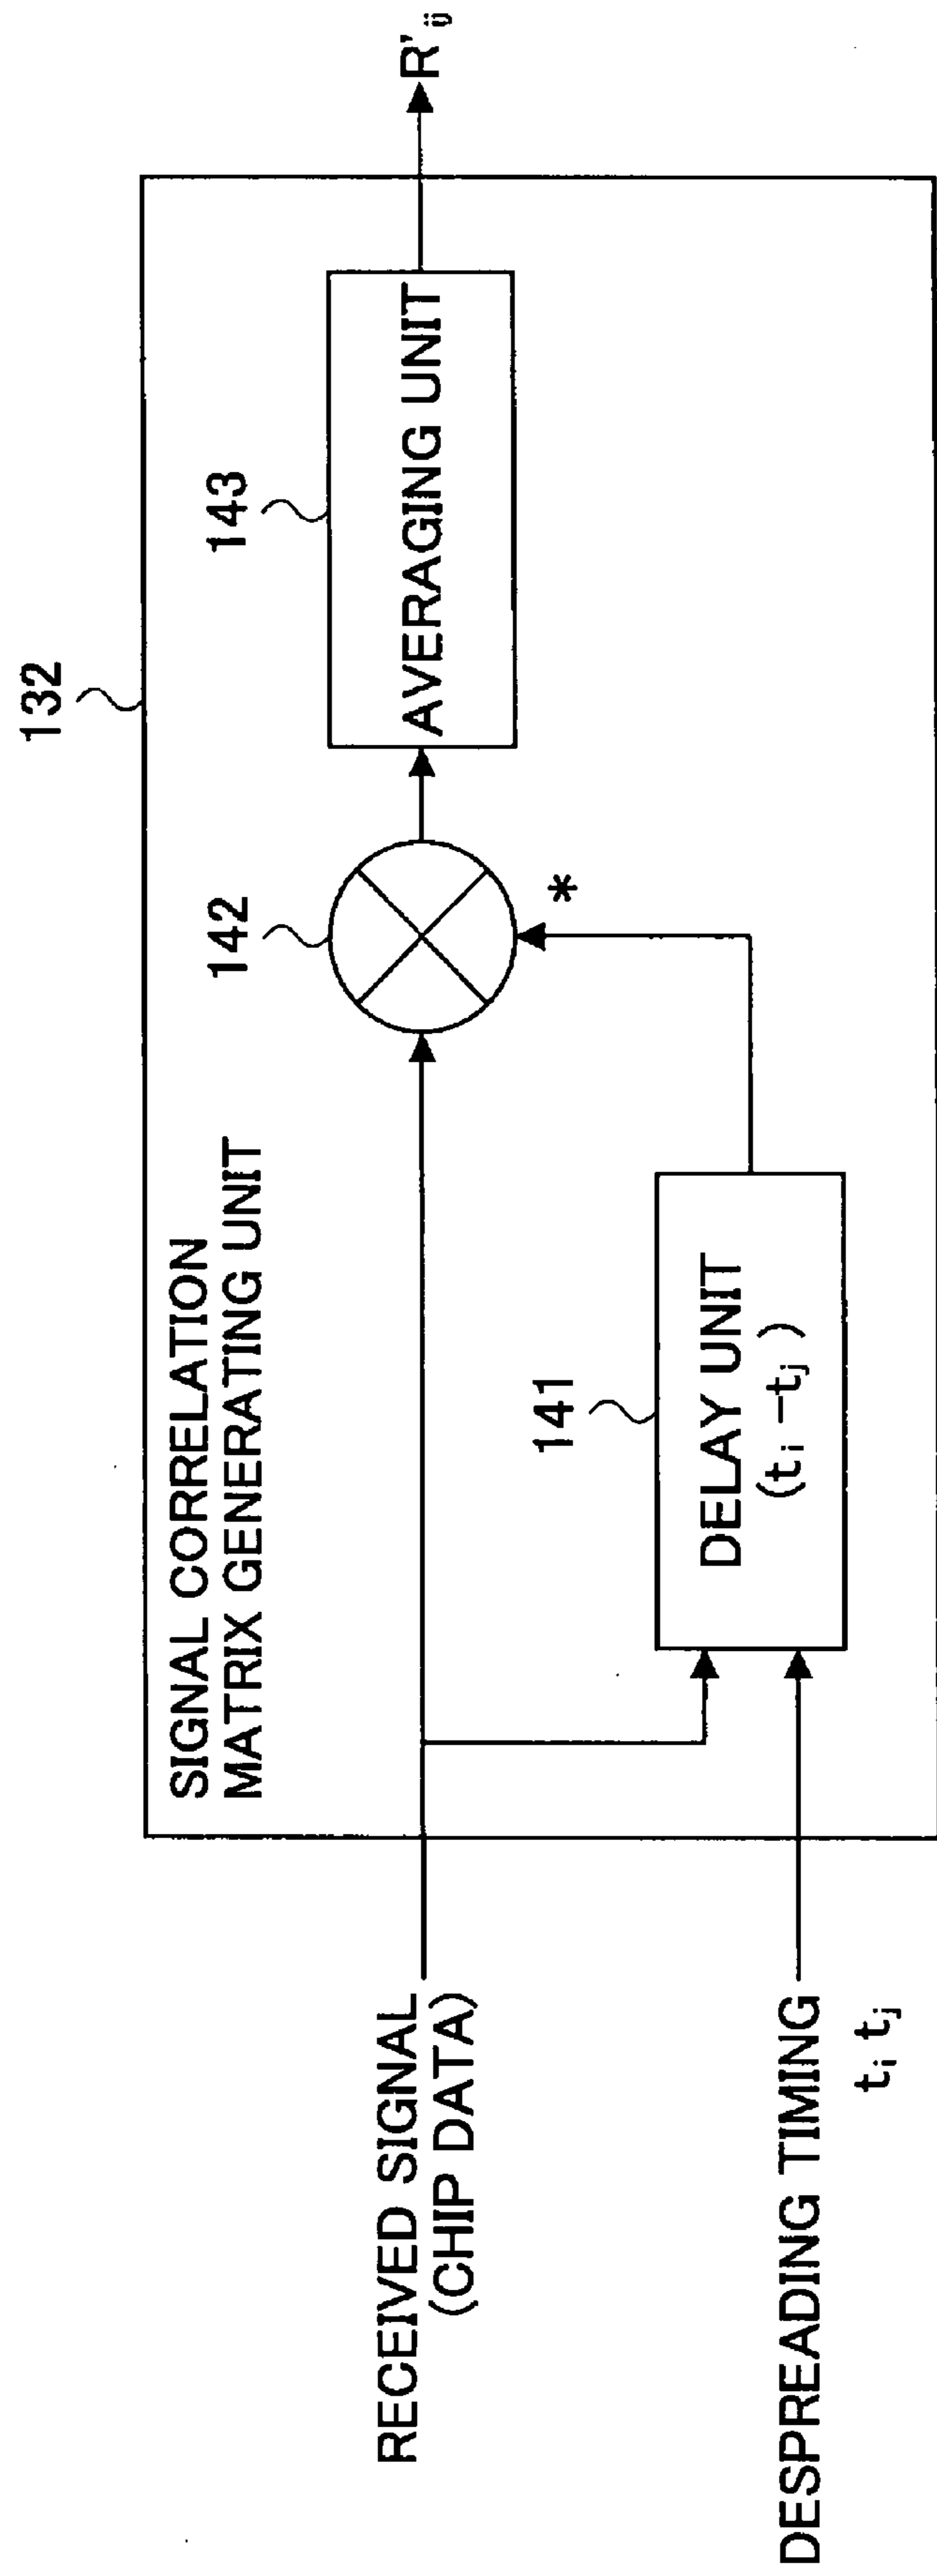 132
SIGNAL CORRELATION
MATRIX GENERATING UNIT
142
143
AVERAGING UNIT
R'ij
*
141
DELAY UNIT
(ti −tj)
RECEIVED SIGNAL
(CHIP DATA)
DESPREADING TIMING
ti tj